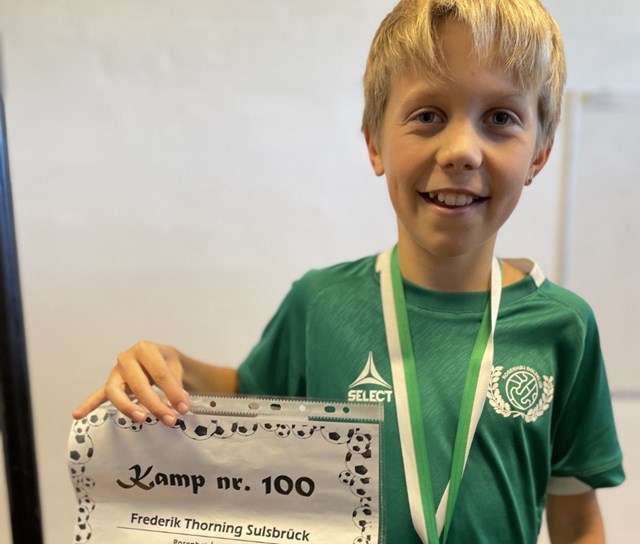 SELECT
Kamp nr. 100
Frederik Thorning Sulsbrück